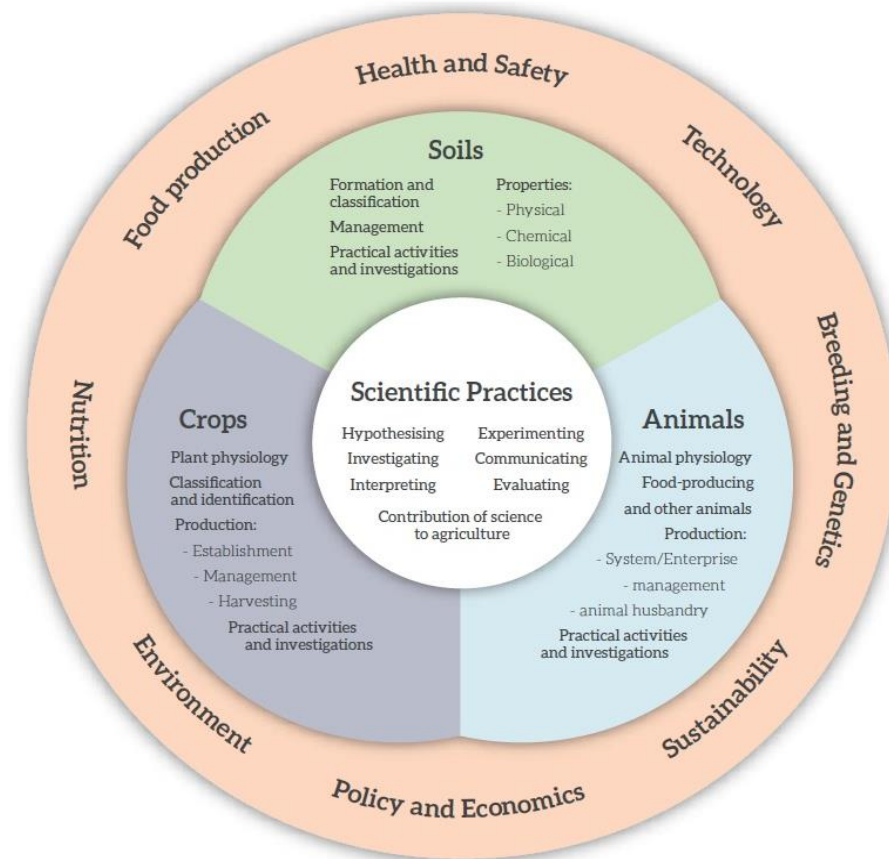 Health and Safety
Technology
Breeding and Genetics
Sustainability
Policy and Economics
Environment
Nutrition
Food production
Soils
Formation and
classification
Management
Practical activities
and investigations
Properties:
- Physical
- Chemical
- Biological
Scientific Practices
Hypothesising
Investigating
Interpreting
Experimenting
Communicating
Evaluating
Contribution of science
to agriculture
Crops
Plant physiology
Classification
and identification
Production:
- Establishment
- Management
- Harvesting
Practical activities
and investigations
Animals
Animal physiology
Food-producing
and other animals
Production:
- System/Enterprise
- management
- animal husbandry
Practical activities
and investigations